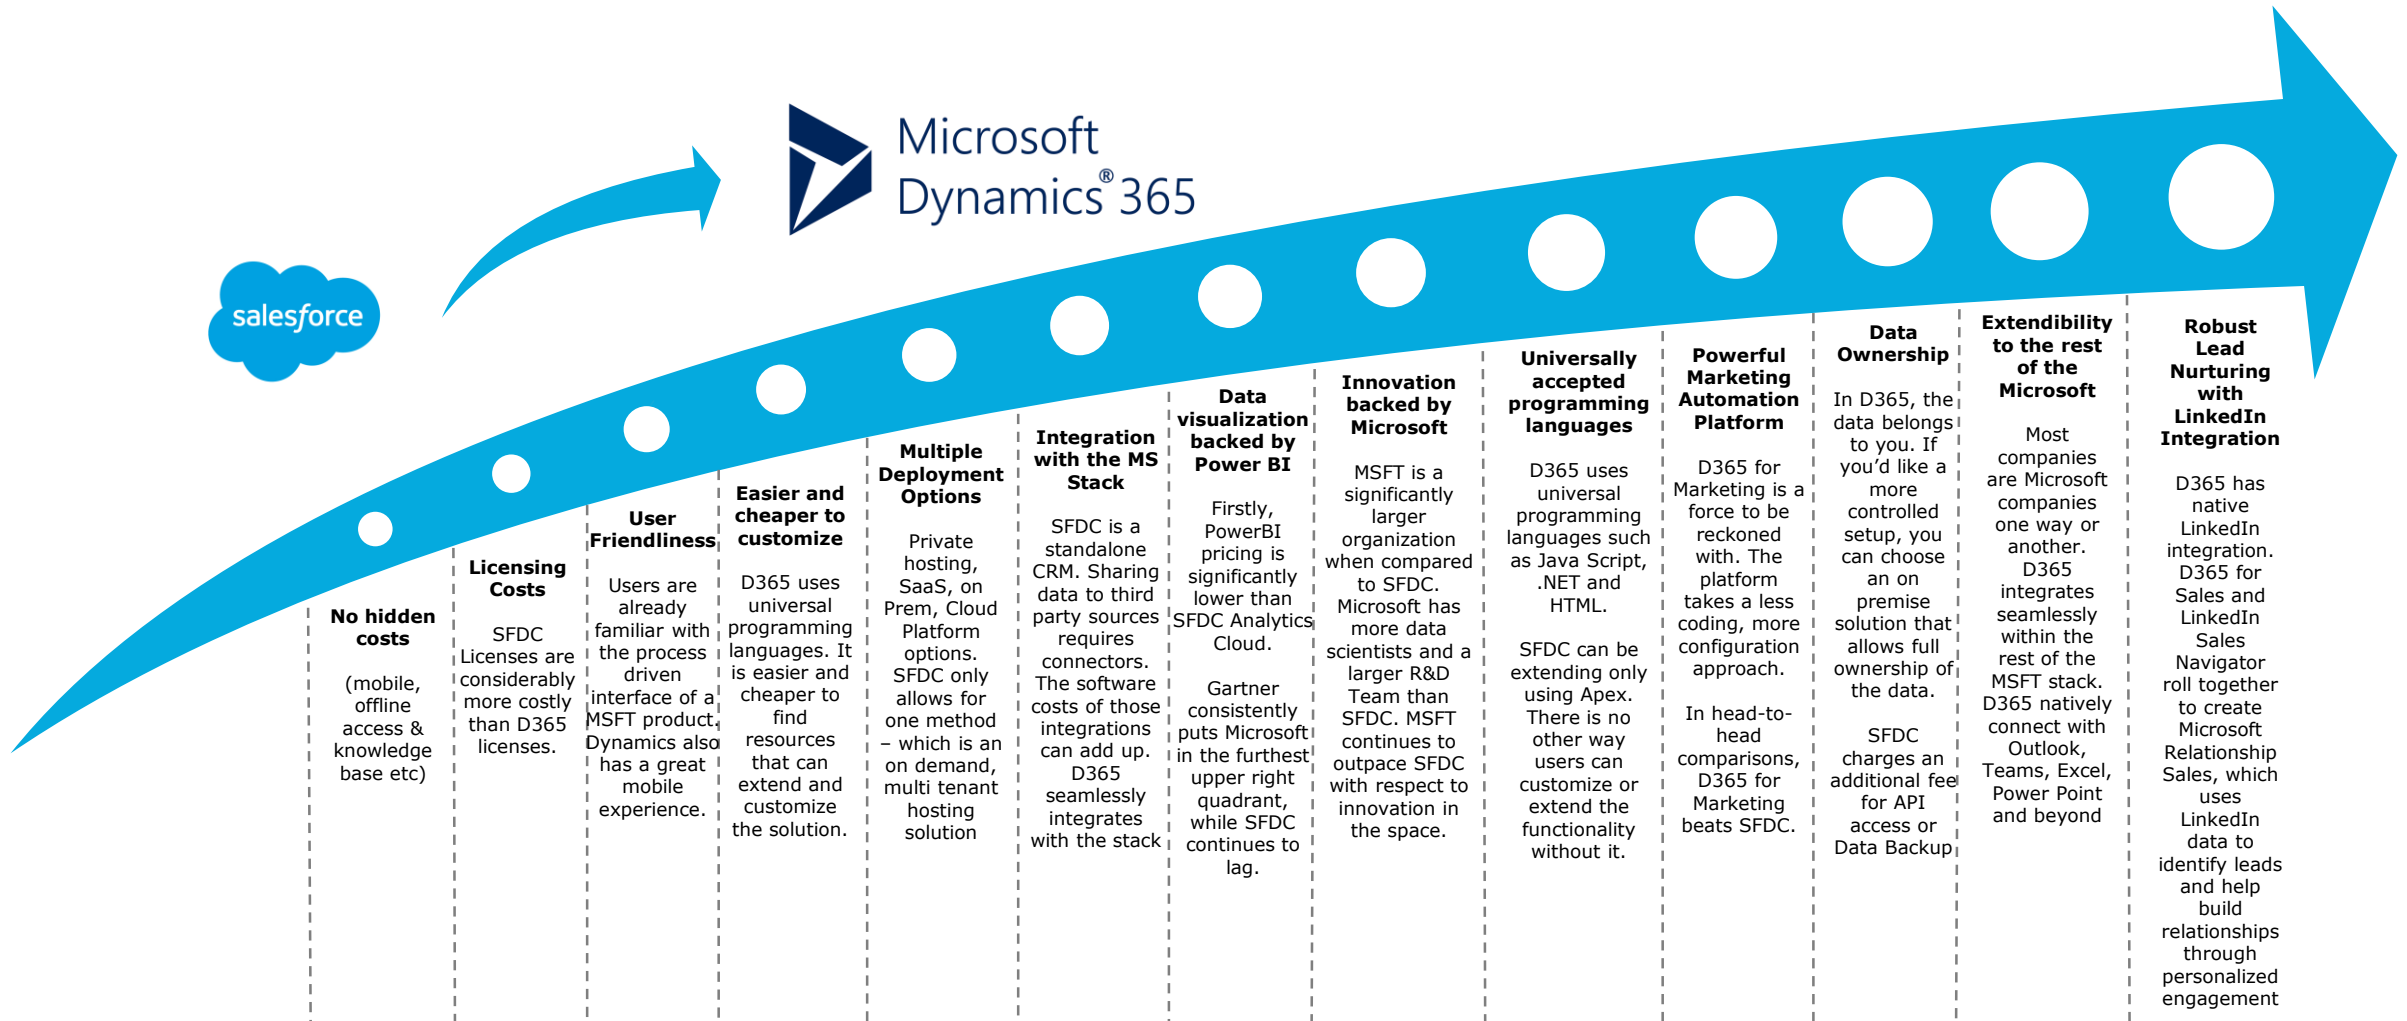 Microsoft
Dynamics® 365
salesforce
No hidden
costs
(mobile,
offline
access &
knowledge
base etc)
Licensing
Costs
SFDC
Licenses are
considerably
more costly
than D365
licenses.
User
Friendliness
Users are
already
familiar with
the process
driven
interface of a
MSFT product.
Dynamics also
has a great
mobile
experience.
Easier and
cheaper to
customize
D365 uses
universal
programming
languages. It
is easier and
cheaper to
find
resources
that can
extend and
customize
the solution.
Multiple
Deployment
Options
Private
hosting,
SaaS, on
Prem, Cloud
Platform
options.
SFDC only
allows for
one method
– which is an
on demand,
multi tenant
hosting
solution
Integration
with the MS
Stack
SFDC is a
standalone
CRM. Sharing
data to third
party sources
requires
connectors.
The software
costs of those
integrations
can add up.
D365
seamlessly
integrates
with the stack
Data
visualization
backed by
Power BI
Firstly,
PowerBI
pricing is
significantly
lower than
SFDC Analytics
Cloud.
Gartner
consistently
puts Microsoft
in the furthest
upper right
quadrant,
while SFDC
continues to
lag.
Innovation
backed by
Microsoft
MSFT is a
significantly
larger
organization
when compared
to SFDC.
Microsoft has
more data
scientists and a
larger R&D
Team than
SFDC. MSFT
continues to
outpace SFDC
with respect to
innovation in
the space.
Universally
accepted
programming
languages
D365 uses
universal
programming
languages such
as Java Script,
.NET and
HTML.
SFDC can be
extending only
using Apex.
There is no
other way
users can
customize or
extend the
functionality
without it.
Powerful
Marketing
Automation
Platform
D365 for
Marketing is a
force to be
reckoned
with. The
platform
takes a less
coding, more
configuration
approach.
In head-to-
head
comparisons,
D365 for
Marketing
beats SFDC.
Data
Ownership
In D365, the
data belongs
to you. If
you’d like a
more
controlled
setup, you
can choose
an on
premise
solution that
allows full
ownership of
the data.
SFDC
charges an
additional fee
for API
access or
Data Backup
Extendibility
to the rest
of the
Microsoft
Most
companies
are Microsoft
companies
one way or
another.
D365
integrates
seamlessly
within the
rest of the
MSFT stack.
D365 natively
connect with
Outlook,
Teams, Excel,
Power Point
and beyond
Robust
Lead
Nurturing
with
LinkedIn
Integration
D365 has
native
LinkedIn
integration.
D365 for
Sales and
LinkedIn
Sales
Navigator
roll together
to create
Microsoft
Relationship
Sales, which
uses
LinkedIn
data to
identify leads
and help
build
relationships
through
personalized
engagement